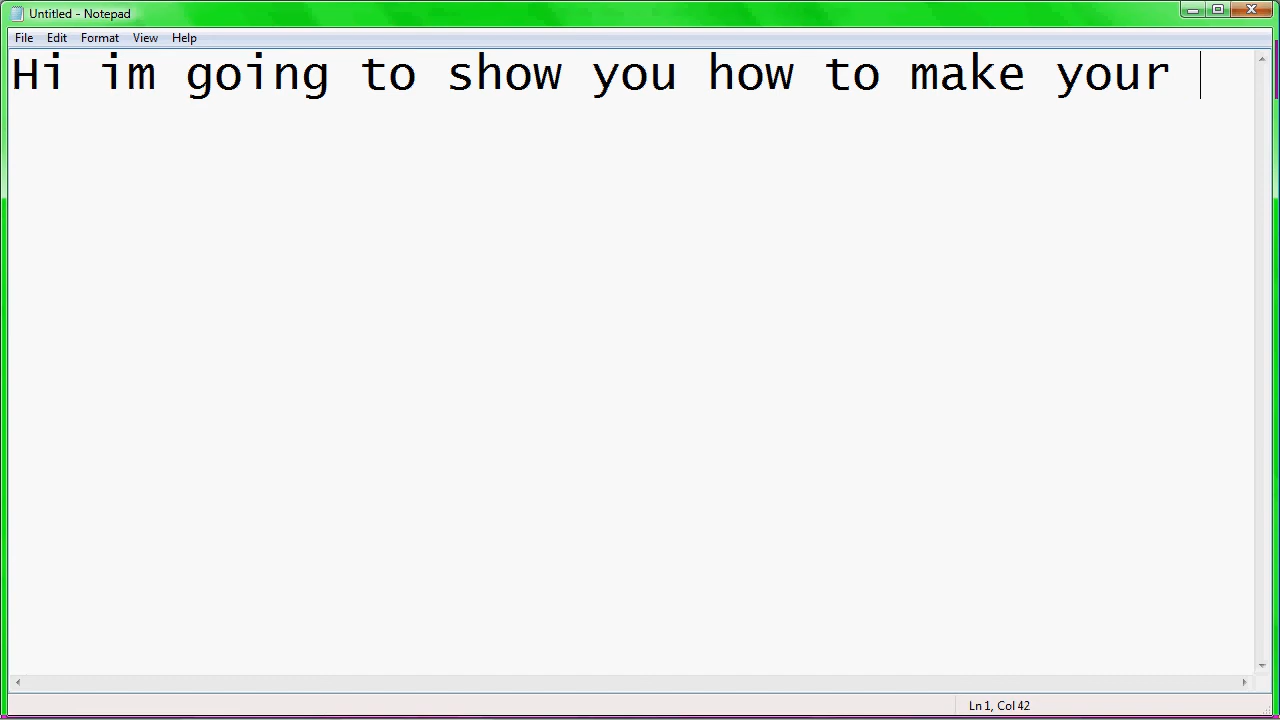 Untitled - Notepad
File Edit Format View Help
Hi im going to show you how to make your
Ln 1, Col 42